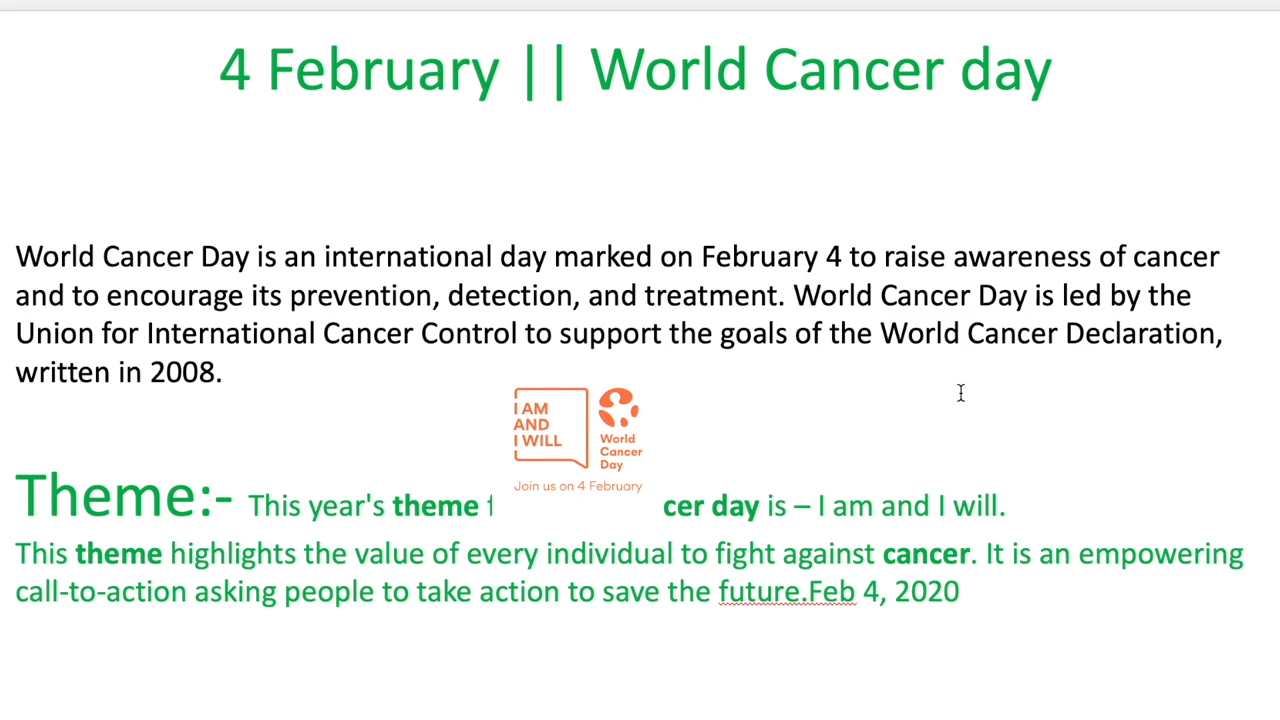 4 February || World Cancer day
World Cancer Day is an international day marked on February 4 to raise awareness of cancer
and to encourage its prevention, detection, and treatment. World Cancer Day is led by the
Union for International Cancer Control to support the goals of the World Cancer Declaration,
written in 2008.
I AM
AND
I WILL
World
Cancer
Day
Join us on 4 February
Theme:- This year's theme cer day is – I am and I will.
This theme highlights the value of every individual to fight against cancer. It is an empowering
call-to-action asking people to take action to save the future.Feb 4, 2020